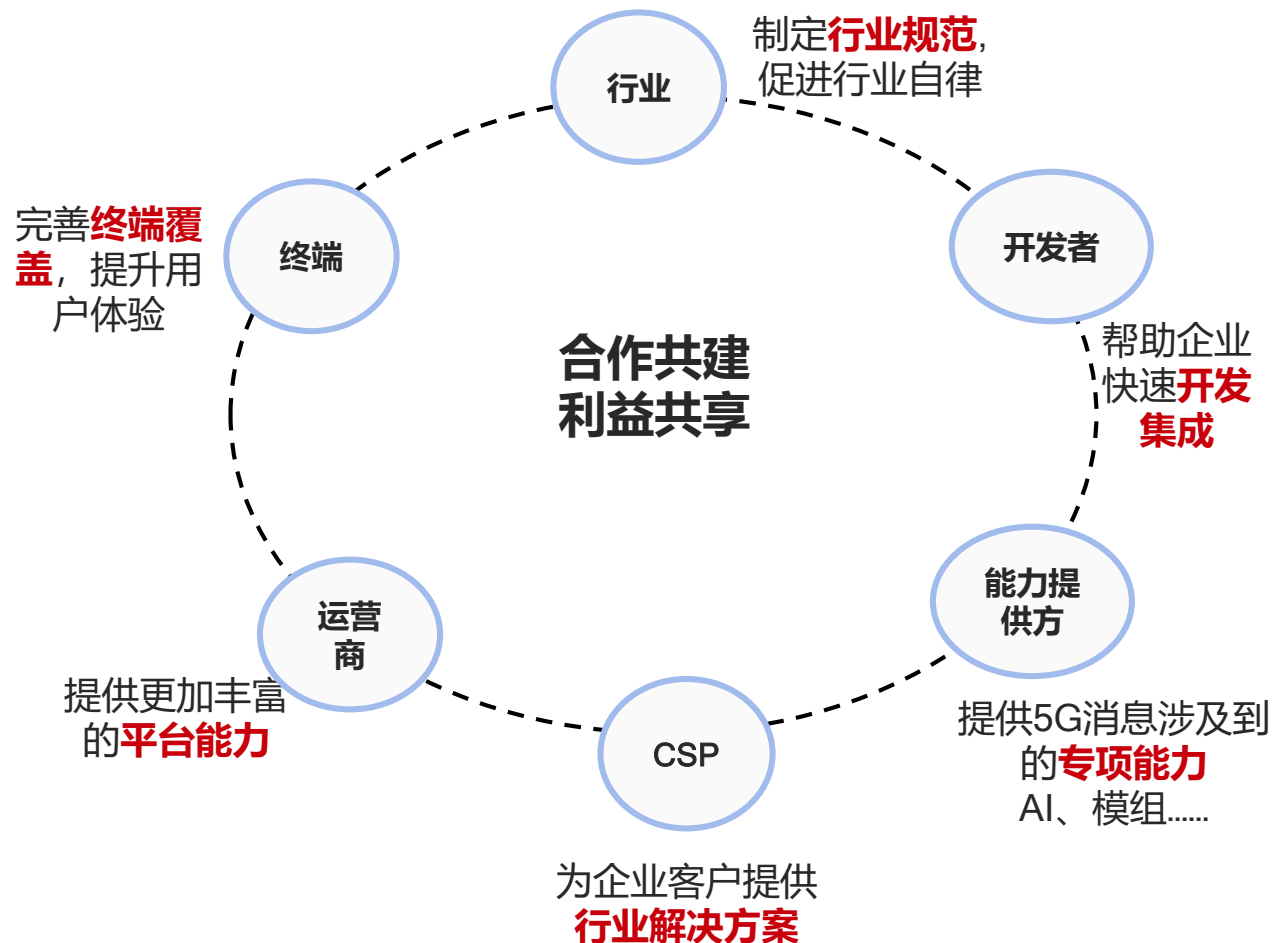 行业
制定行业规范,
促进行业自律
开发者
帮助企业
快速开发
集成
能力提
供方
提供5G消息涉及到
的专项能力
AI、模组......
CSP
为企业客户提供
行业解决方案
运营
商
提供更加丰富
的平台能力
终端
完善终端覆
盖，提升用
户体验
合作共建
利益共享